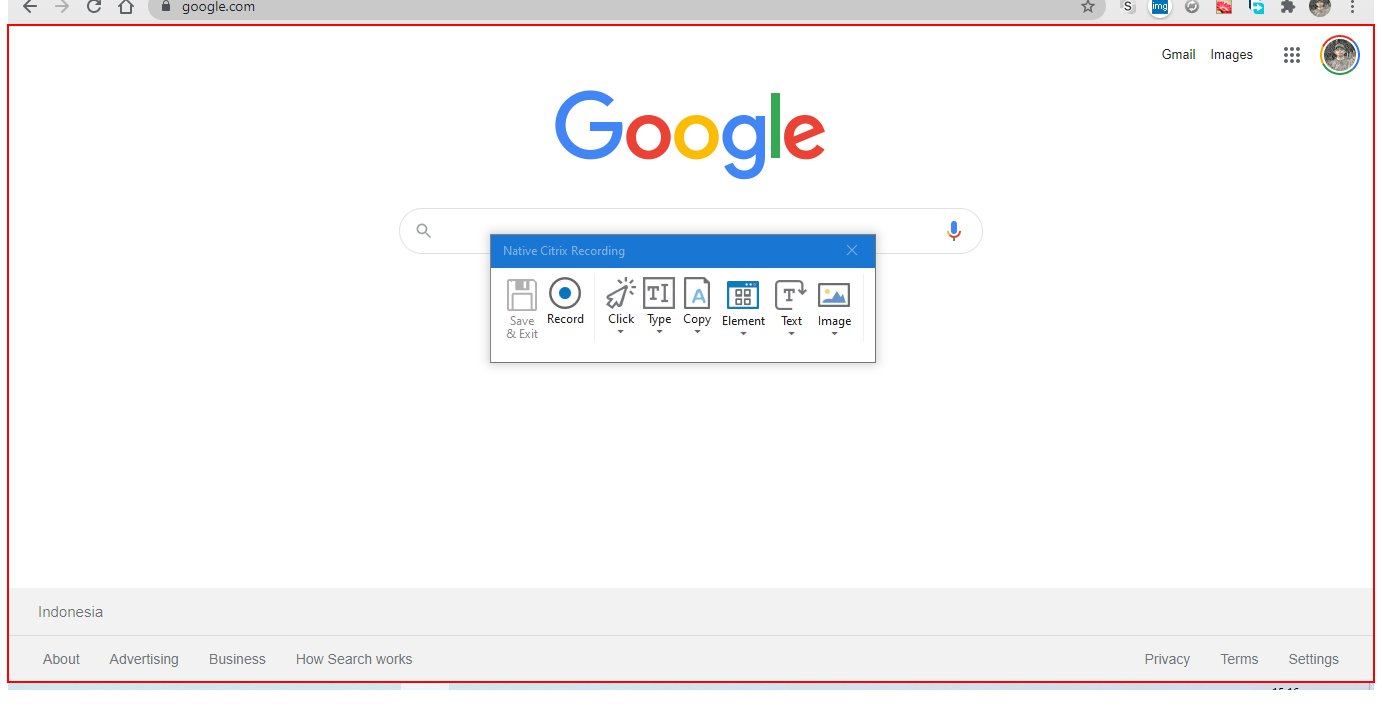 google.com
S
img
Gmail Images
Google
Native Citrix Recording
Save
& Exit
Record
Click
Type
Copy
Element
Text
Image
Indonesia
About Advertising Business How Search works
Privacy Terms Settings